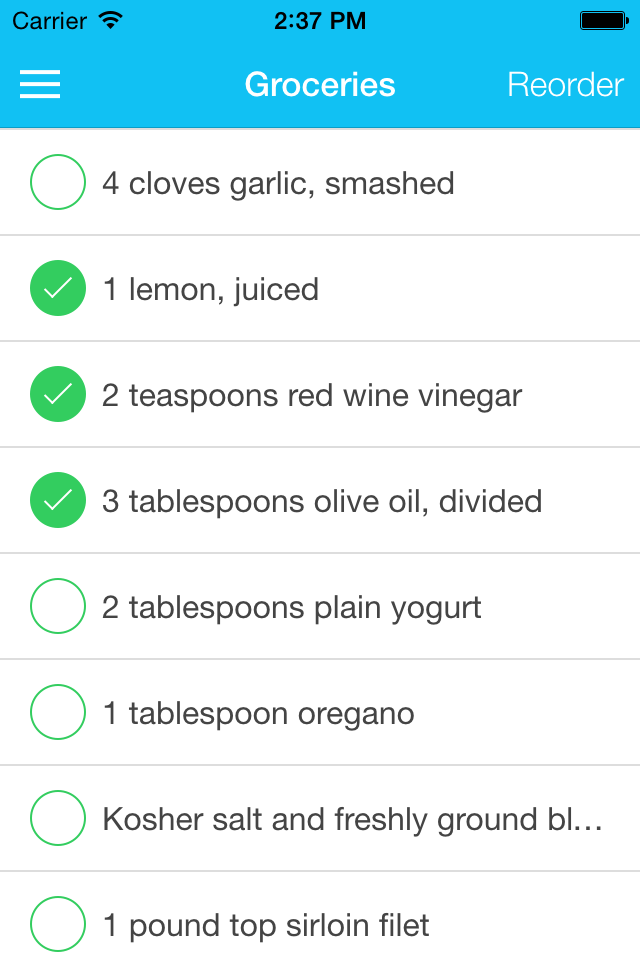 Carrier 2:37 PM
Groceries Reorder
4 cloves garlic, smashed
1 lemon, juiced
2 teaspoons red wine vinegar
3 tablespoons olive oil, divided
2 tablespoons plain yogurt
1 tablespoon oregano
Kosher salt and freshly ground bl...
1 pound top sirloin filet